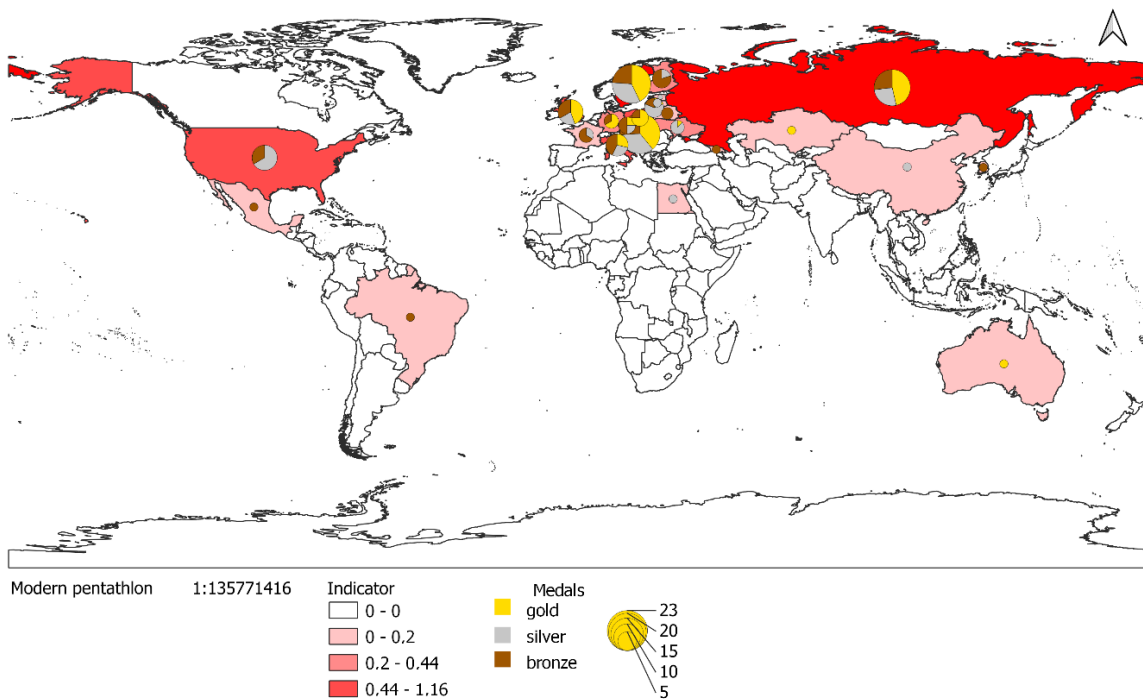 Modern pentathlon 1:135771416 Indicator Medals
0 - 0
0 - 0.2
0.2 - 0.44
0.44 - 1.16
gold
silver
bronze
23
20
15
10
5